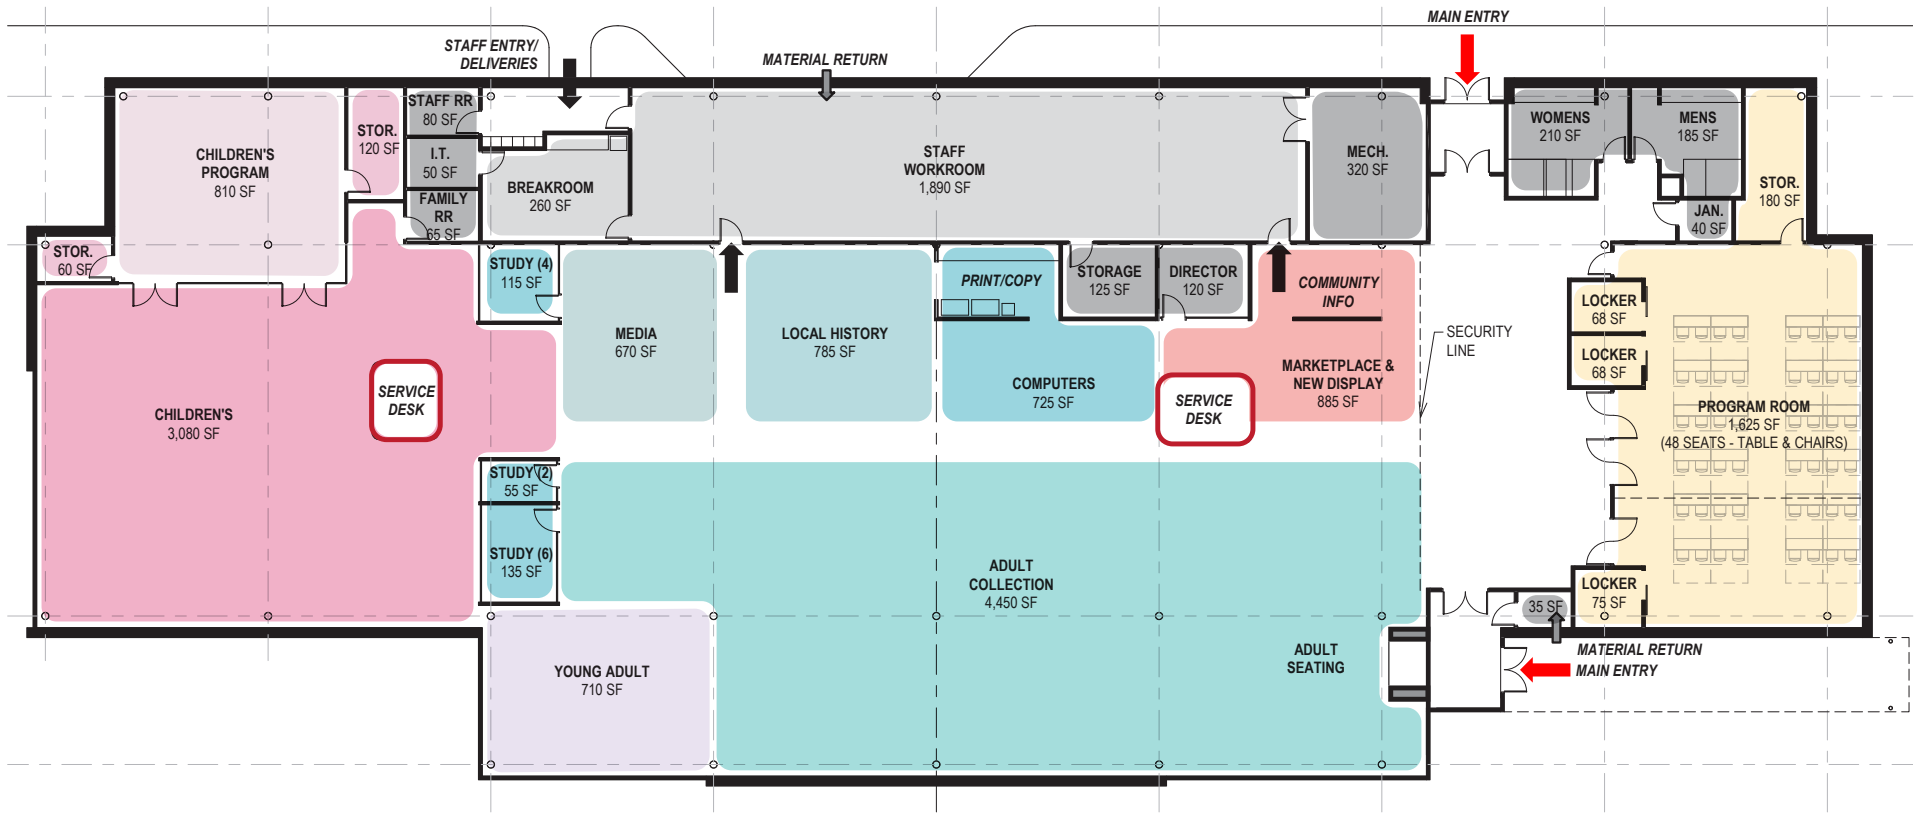 MAIN ENTRY
STAFF ENTRY/
DELIVERIES
MATERIAL RETURN
CHILDREN'S
PROGRAM
810 SF
STOR.
120 SF
STAFF RR
80 SF
I.T.
50 SF
FAMILY
RR
65 SF
BREAKROOM
260 SF
STAFF
WORKROOM
1,890 SF
MECH.
320 SF
WOMENS
210 SF
MENS
185 SF
STOR.
180 SF
JAN.
40 SF
STOR.
60 SF
STUDY (4)
115 SF
MEDIA
670 SF
LOCAL HISTORY
785 SF
PRINT/COPY
COMPUTERS
725 SF
STORAGE
125 SF
DIRECTOR
120 SF
COMMUNITY
INFO
MARKETPLACE &
NEW DISPLAY
885 SF
SECURITY
LINE
LOCKER
68 SF
LOCKER
68 SF
PROGRAM ROOM
1,625 SF
(48 SEATS - TABLE & CHAIRS)
CHILDREN'S
3,080 SF
SERVICE
DESK
SERVICE
DESK
STUDY (2)
55 SF
STUDY (6)
135 SF
ADULT
COLLECTION
4,450 SF
LOCKER
75 SF
35 SF
YOUNG ADULT
710 SF
ADULT
SEATING
MATERIAL RETURN
MAIN ENTRY